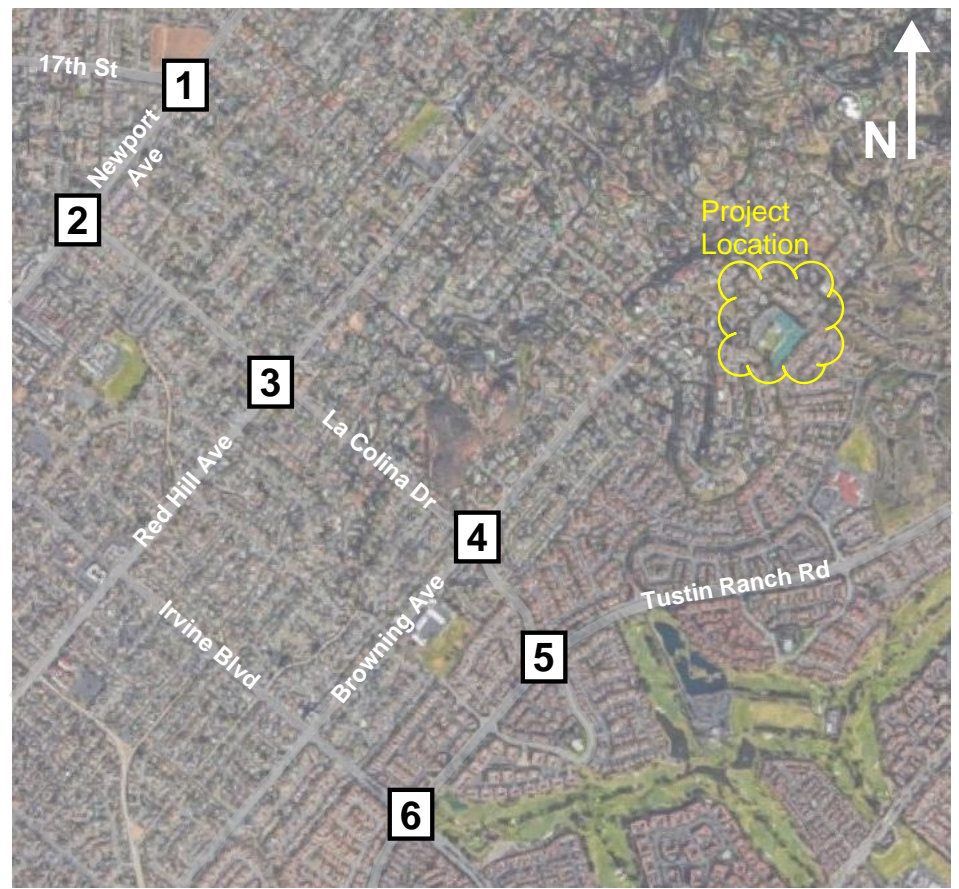 17th St
1
Newport
Ave
N
2
Project
Location
3
La Colina Dr
Red Hill Ave
4
Tustin Ranch Rd
Browning Ave
Irvine Blvd
5
6